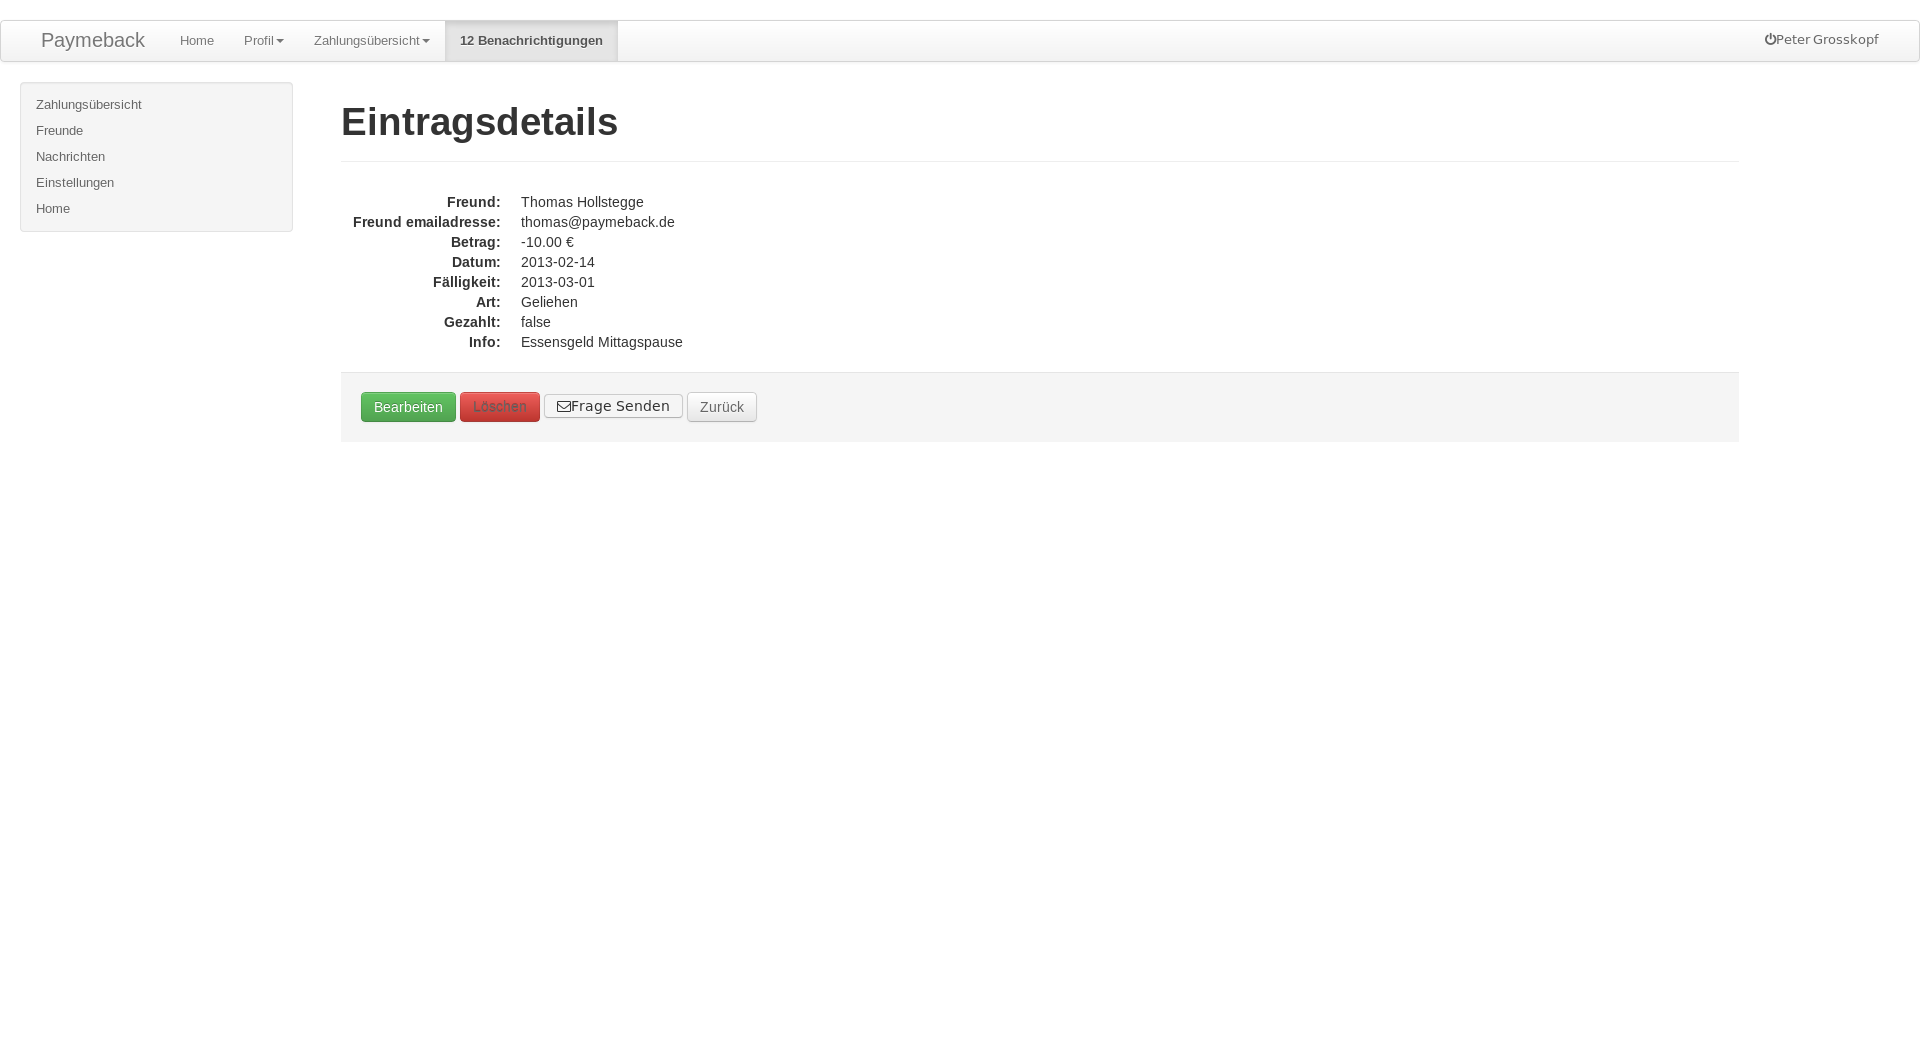 Paymeback Home Profil Zahlungsübersicht 12 Benachrichtigungen Peter Grosskopf
Zahlungsübersicht
Freunde
Nachrichten
Einstellungen
Home
Eintragsdetails
Freund: Thomas Hollstegge
Freund emailadresse: thomas@paymeback.de
Betrag: -10.00 €
Datum: 2013-02-14
Fälligkeit: 2013-03-01
Art: Geliehen
Gezahlt: false
Info: Essensgeld Mittagspause
Bearbeiten Löschen Frage Senden Zurück